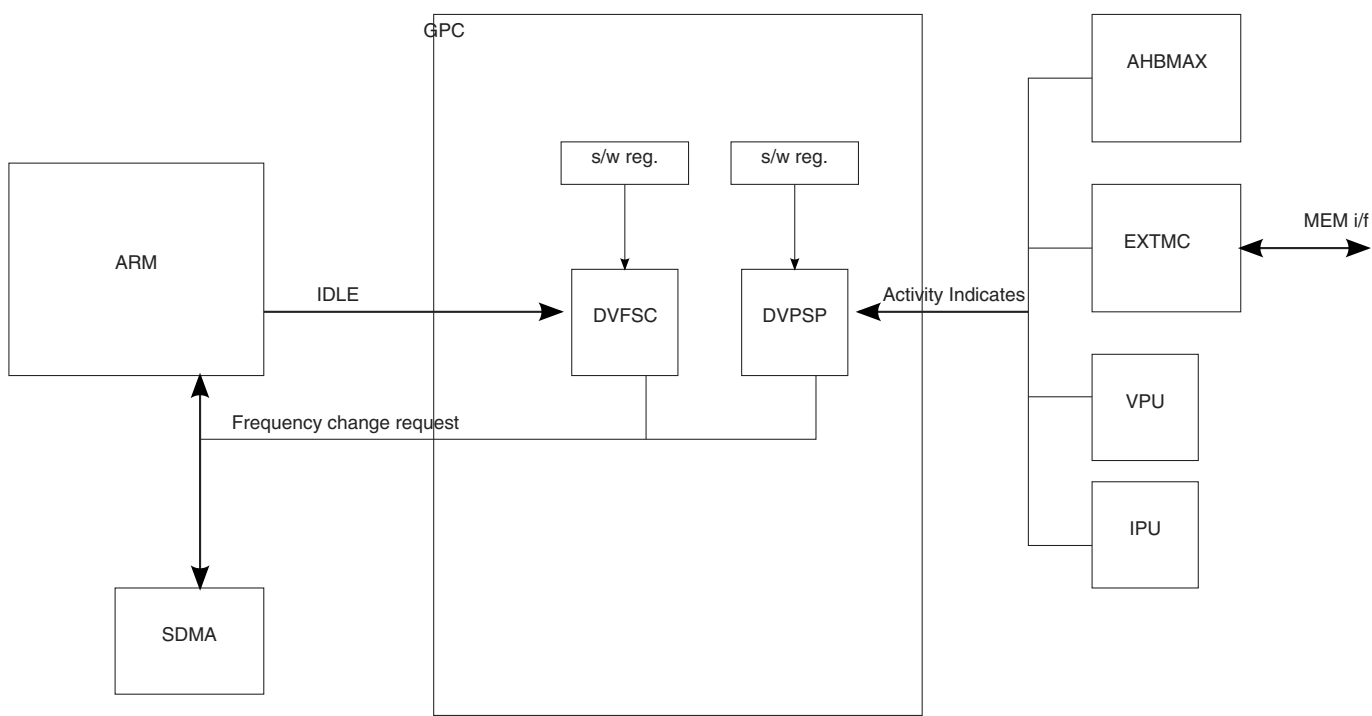 GPC
AHBMAX
s/w reg.
s/w reg.
MEM i/f
EXTMC
ARM
IDLE
Activity Indicates
DVFSC
DVPSP
VPU
Frequency change request
IPU
SDMA